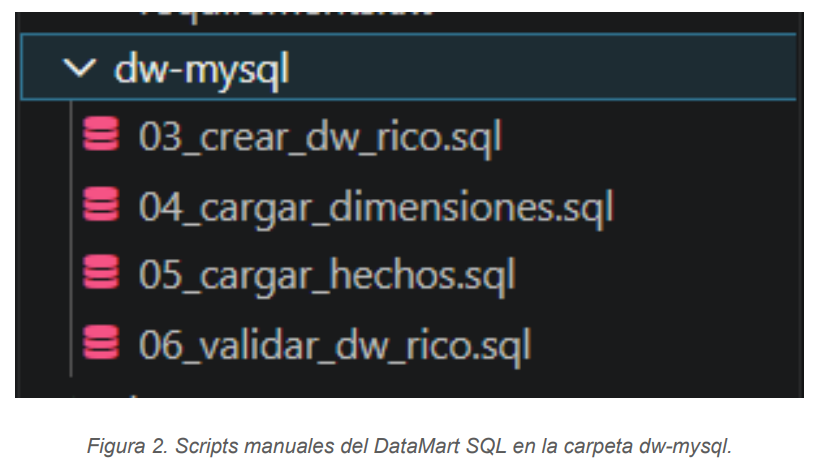 dw-mysql
03_crear_dw_rico.sql
04_cargar_dimensiones.sql
05_cargar_hechos.sql
06_validar_dw_rico.sql
Figura 2. Scripts manuales del DataMart SQL en la carpeta dw-mysql.